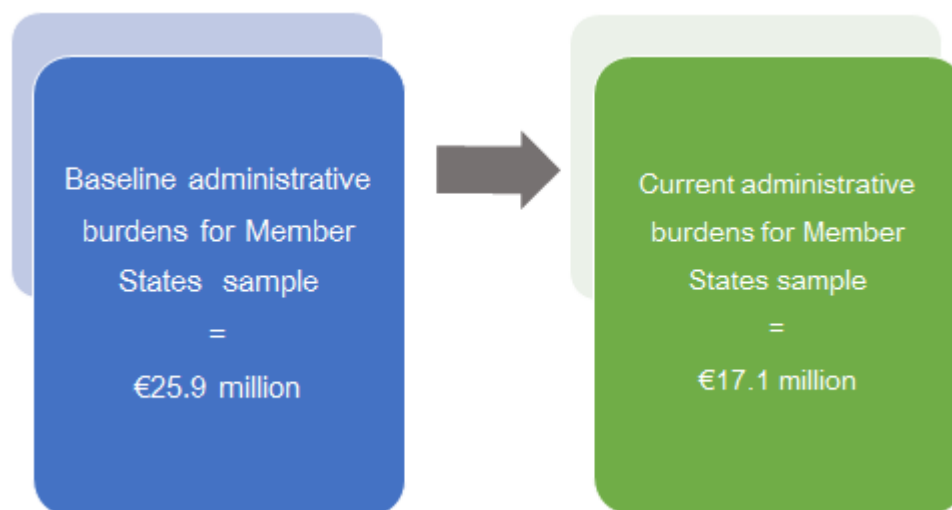 Baseline administrative
burdens for Member
States sample
=
€25.9 million
Current administrative
burdens for Member
States sample
=
€17.1 million